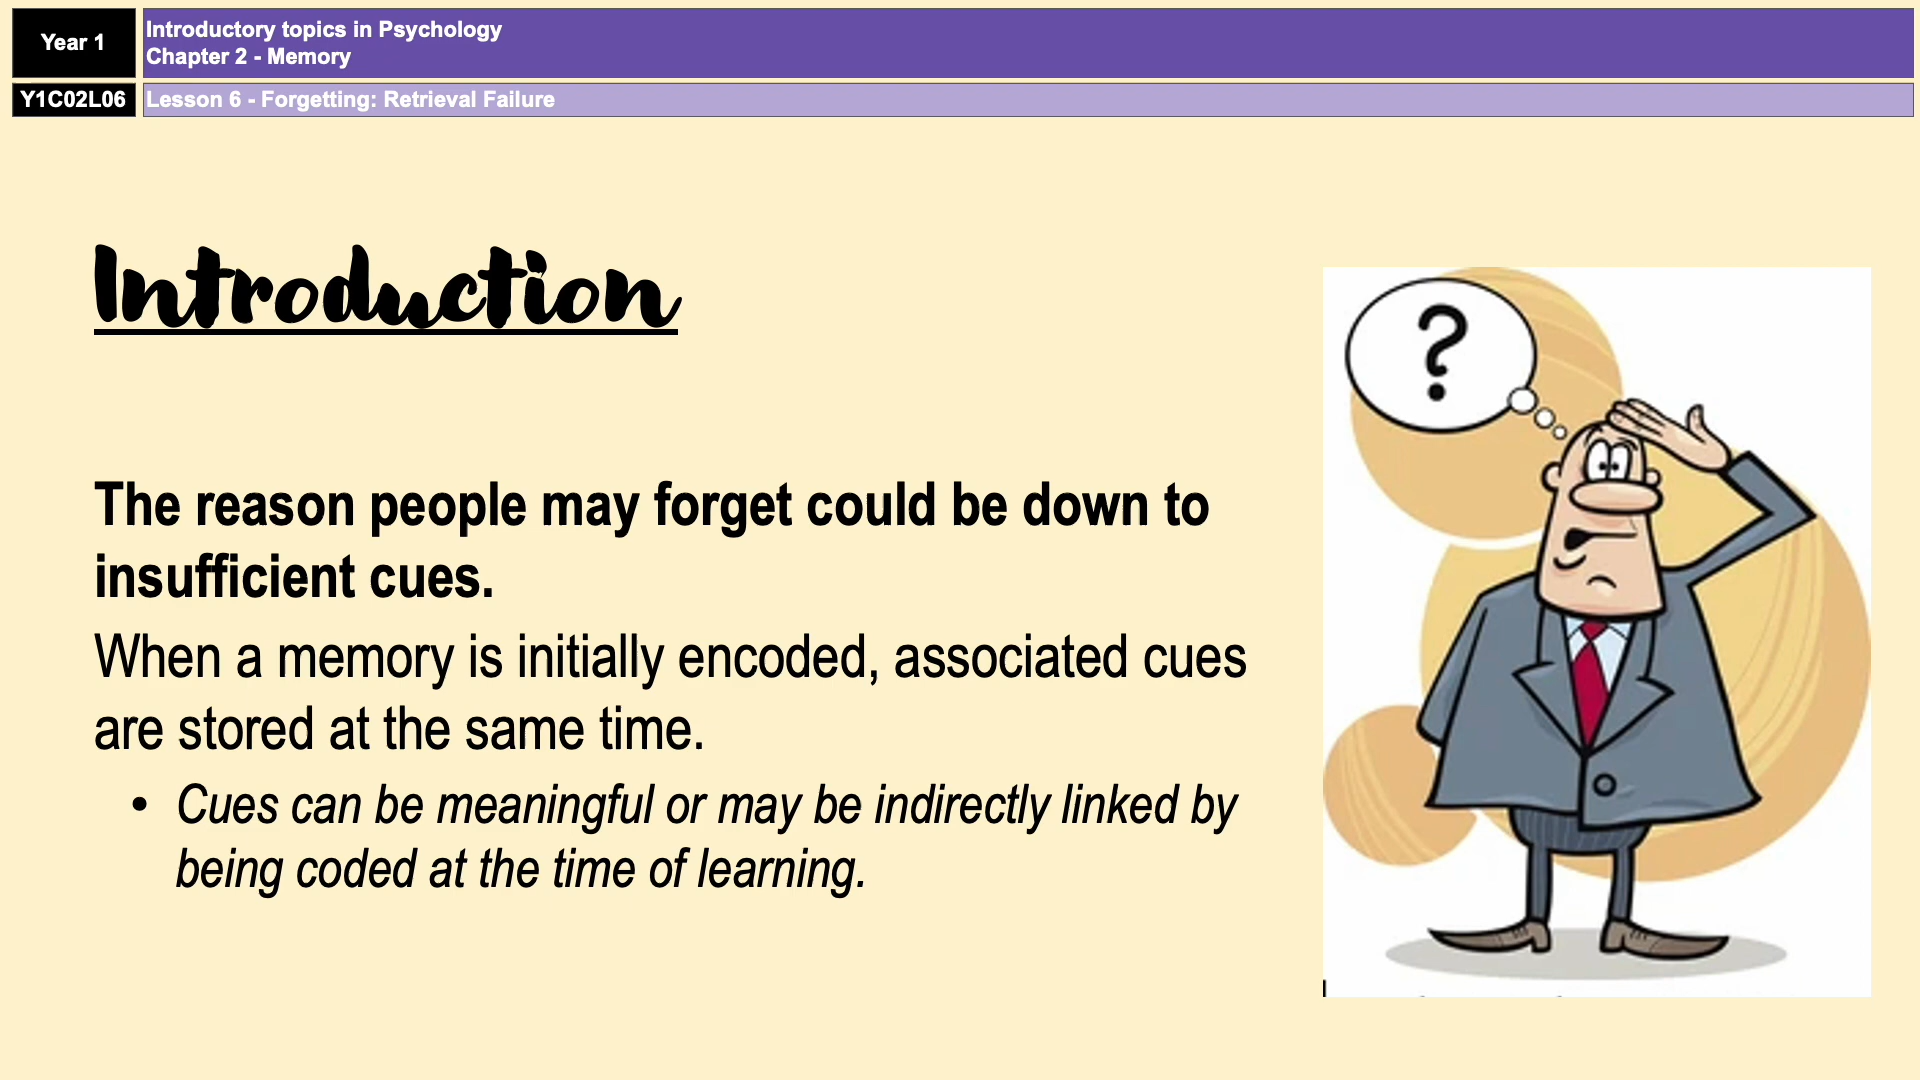 Year 1
Introductory topics in Psychology
Chapter 2 - Memory
Y1C02L06
Lesson 6 - Forgetting: Retrieval Failure
Introduction
The reason people may forget could be down to
insufficient cues.
When a memory is initially encoded, associated cues
are stored at the same time.
• Cues can be meaningful or may be indirectly linked by
being coded at the time of learning.
?